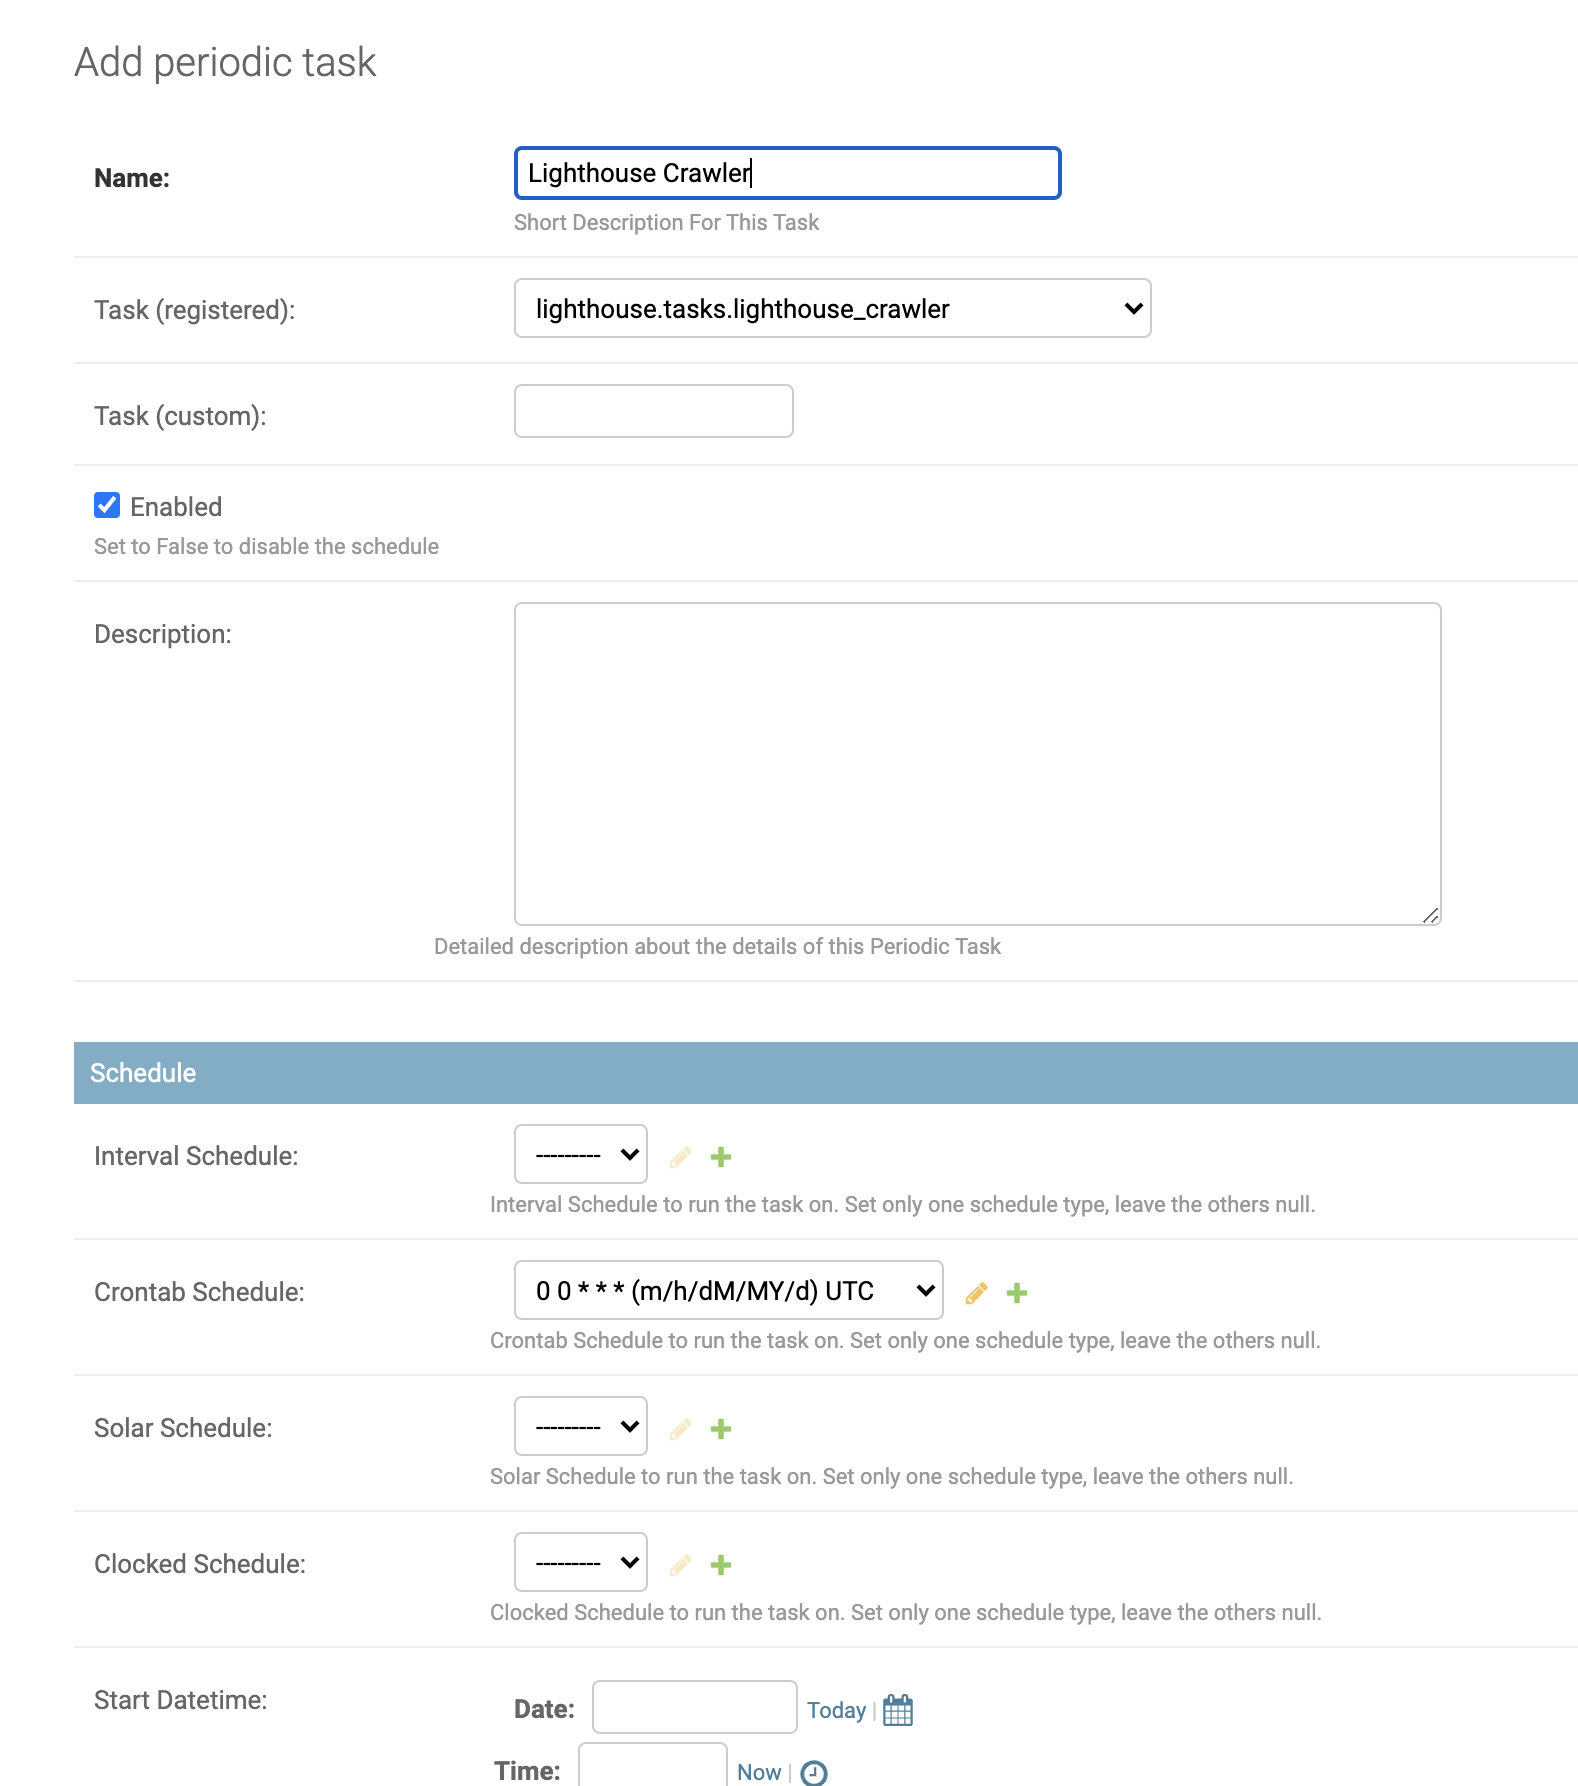 Add periodic task
Name:
Lighthouse Crawler
Short Description For This Task
Task (registered):
lighthouse.tasks.lighthouse_crawler
Task (custom):
Enabled
Set to False to disable the schedule
Description:
Detailed description about the details of this Periodic Task
Schedule
Interval Schedule:
---------
Interval Schedule to run the task on. Set only one schedule type, leave the others null.
Crontab Schedule:
0 0 * * * (m/h/dM/MY/d) UTC
Crontab Schedule to run the task on. Set only one schedule type, leave the others null.
Solar Schedule:
---------
Solar Schedule to run the task on. Set only one schedule type, leave the others null.
Clocked Schedule:
---------
Clocked Schedule to run the task on. Set only one schedule type, leave the others null.
Start Datetime:
Date:
Today |
Time:
Now |